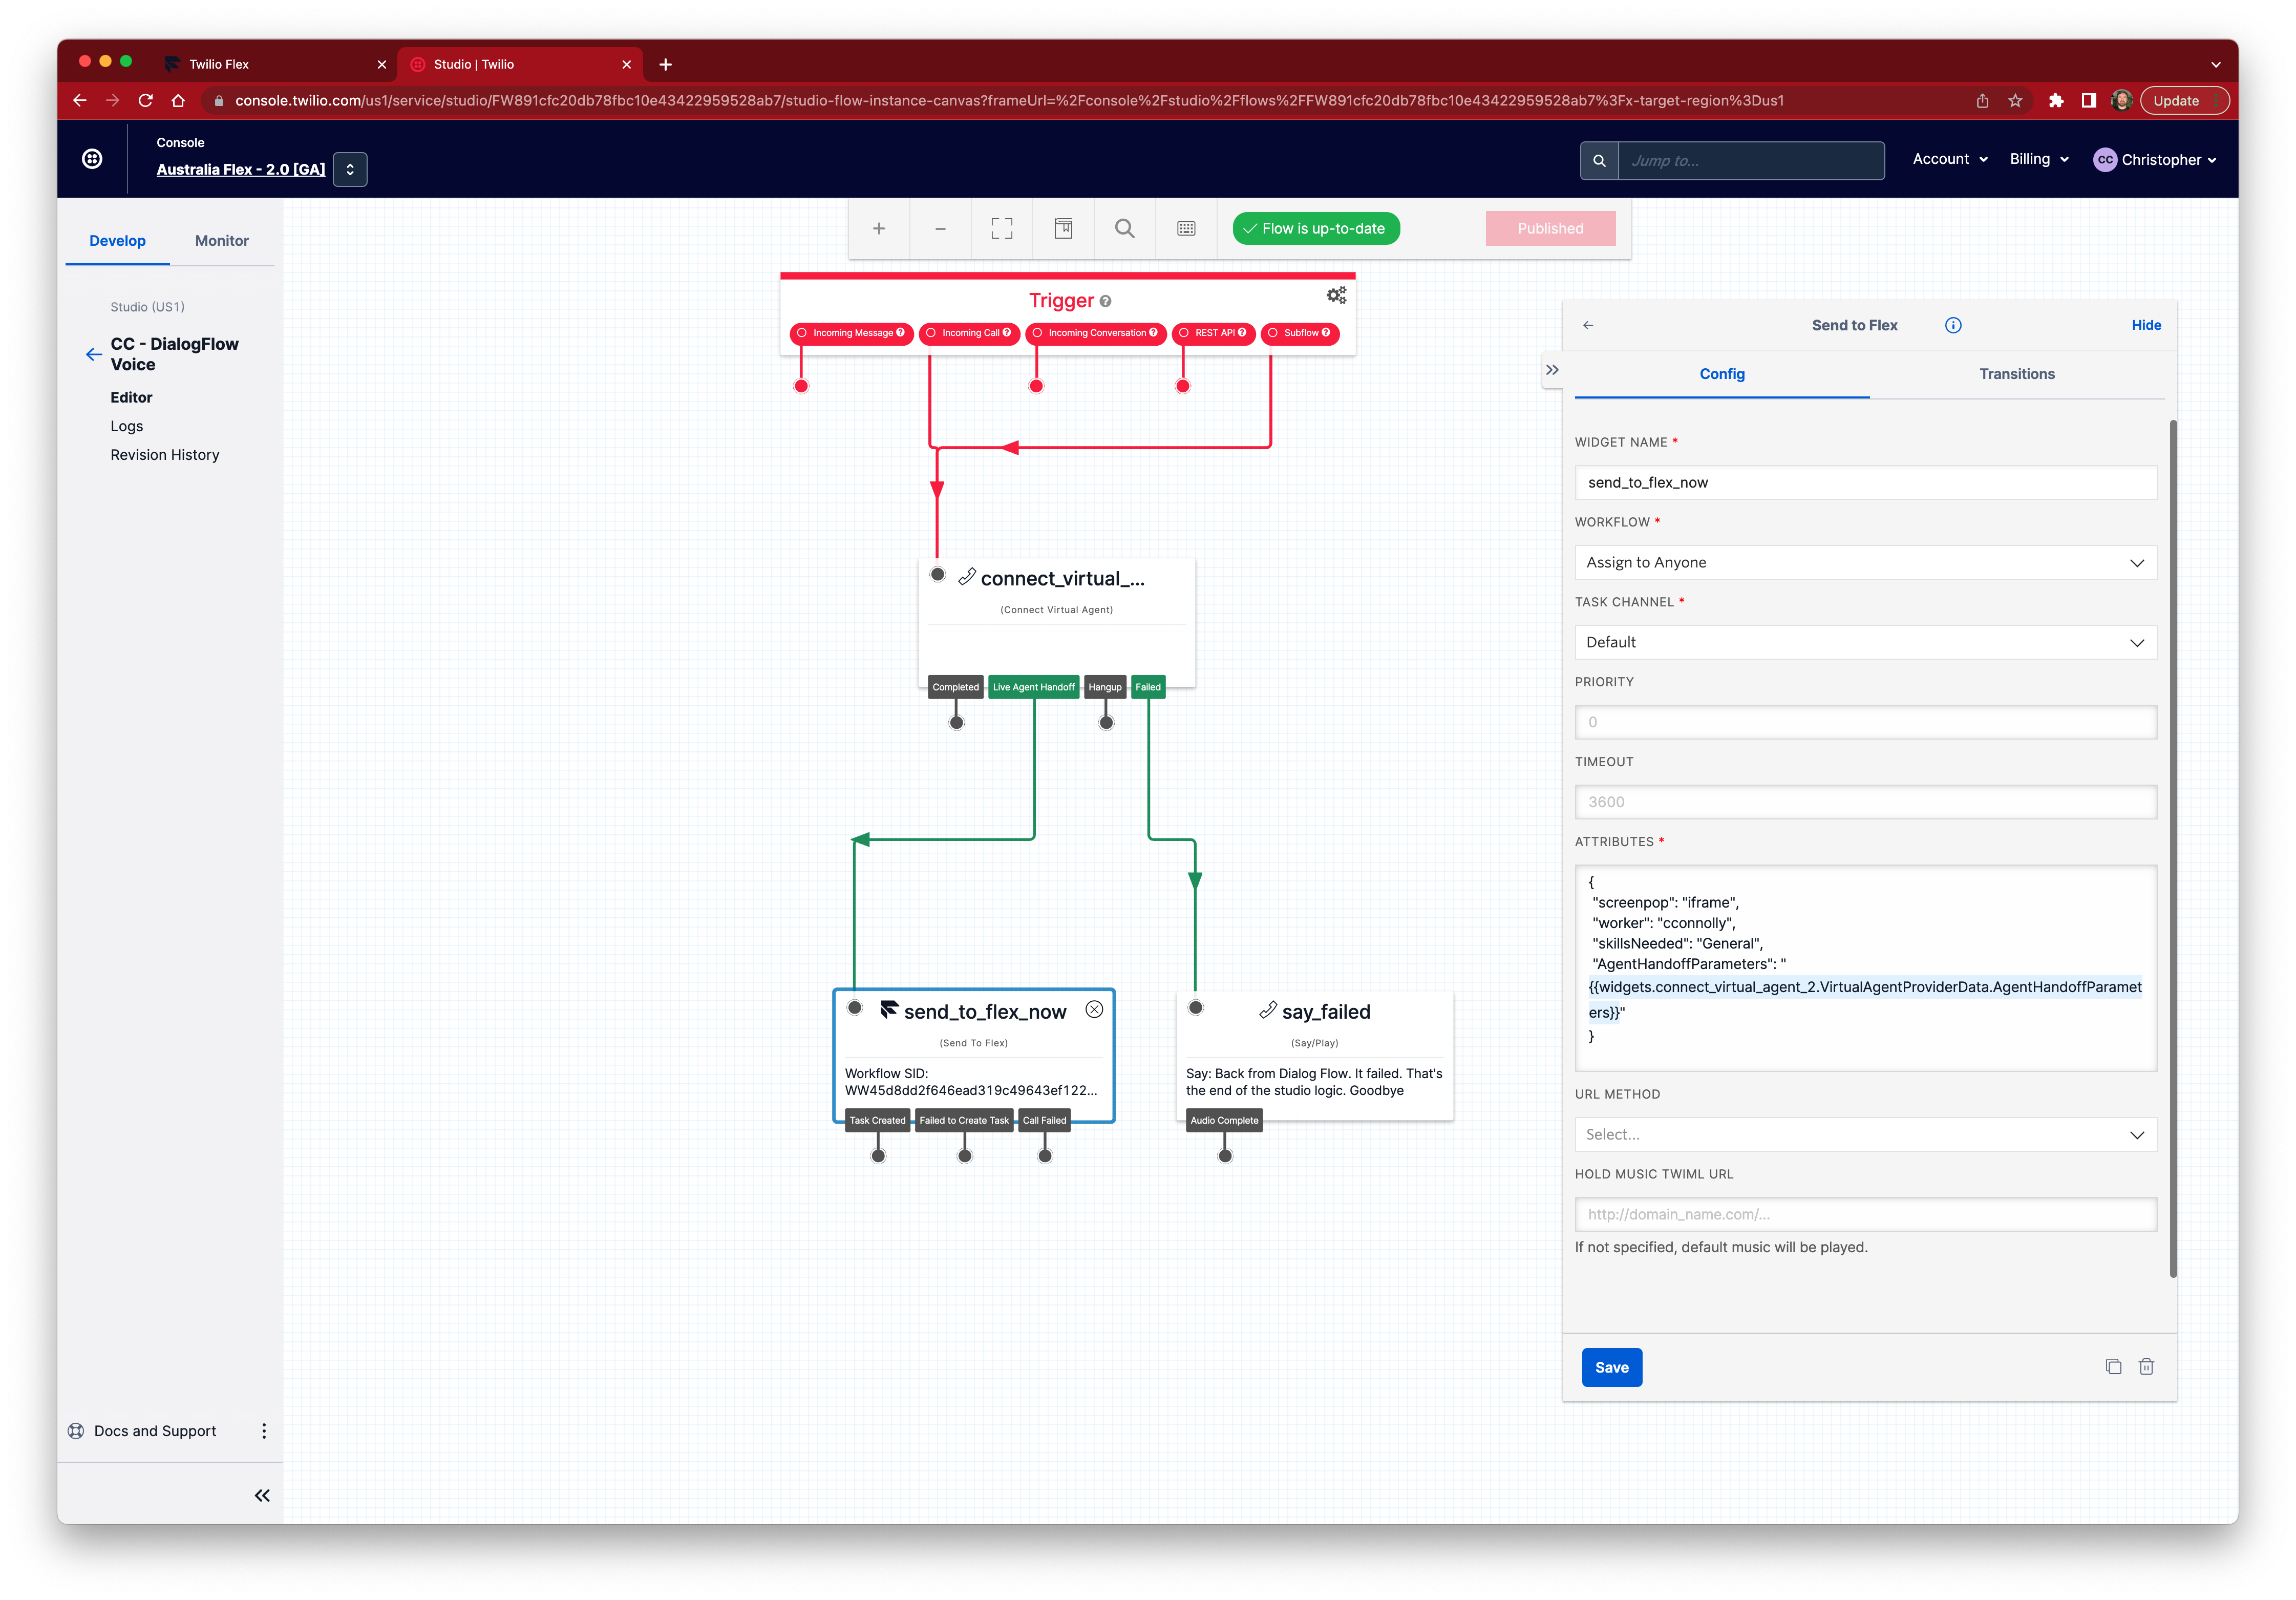 Twilio Flex
Studio | Twilio
console.twilio.com/us1/service/studio/FW891cfc20db78fbc10e43422959528ab7/studio-flow-instance-canvas?frameUrl=%2Fconsole%2Fstudio%2Fflows%2FFW891cfc20db78fbc10e43422959528ab7%3Fx-target-region%3Dus1
Update
Console
Australia Flex - 2.0 [GA]
Jump to...
Account
Billing
CC Christopher
Develop
Monitor
Studio (US1)
CC - DialogFlow
Voice
Editor
Logs
Revision History
Docs and Support
Flow is up-to-date
Published
Trigger
Incoming Message
Incoming Call
Incoming Conversation
REST API
Subflow
connect_virtual_...
(Connect Virtual Agent)
Completed
Live Agent Handoff
Hangup
Failed
send_to_flex_now
(Send To Flex)
Workflow SID:
WW45d8dd2f646ead319c49643ef122...
Task Created
Failed to Create Task
Call Failed
say_failed
(Say/Play)
Say: Back from Dialog Flow. It failed. That's
the end of the studio logic. Goodbye
Audio Complete
Send to Flex
Hide
Config
Transitions
WIDGET NAME *
send_to_flex_now
WORKFLOW *
Assign to Anyone
TASK CHANNEL *
Default
PRIORITY
0
TIMEOUT
3600
ATTRIBUTES *
{
"screenpop": "iframe",
"worker": "cconnolly",
"skillsNeeded": "General",
"AgentHandoffParameters": "
{{widgets.connect_virtual_agent_2.VirtualAgentProviderData.AgentHandoffParamet
ers}}"
}
URL METHOD
Select...
HOLD MUSIC TWIML URL
http://domain_name.com/...
If not specified, default music will be played.
Save